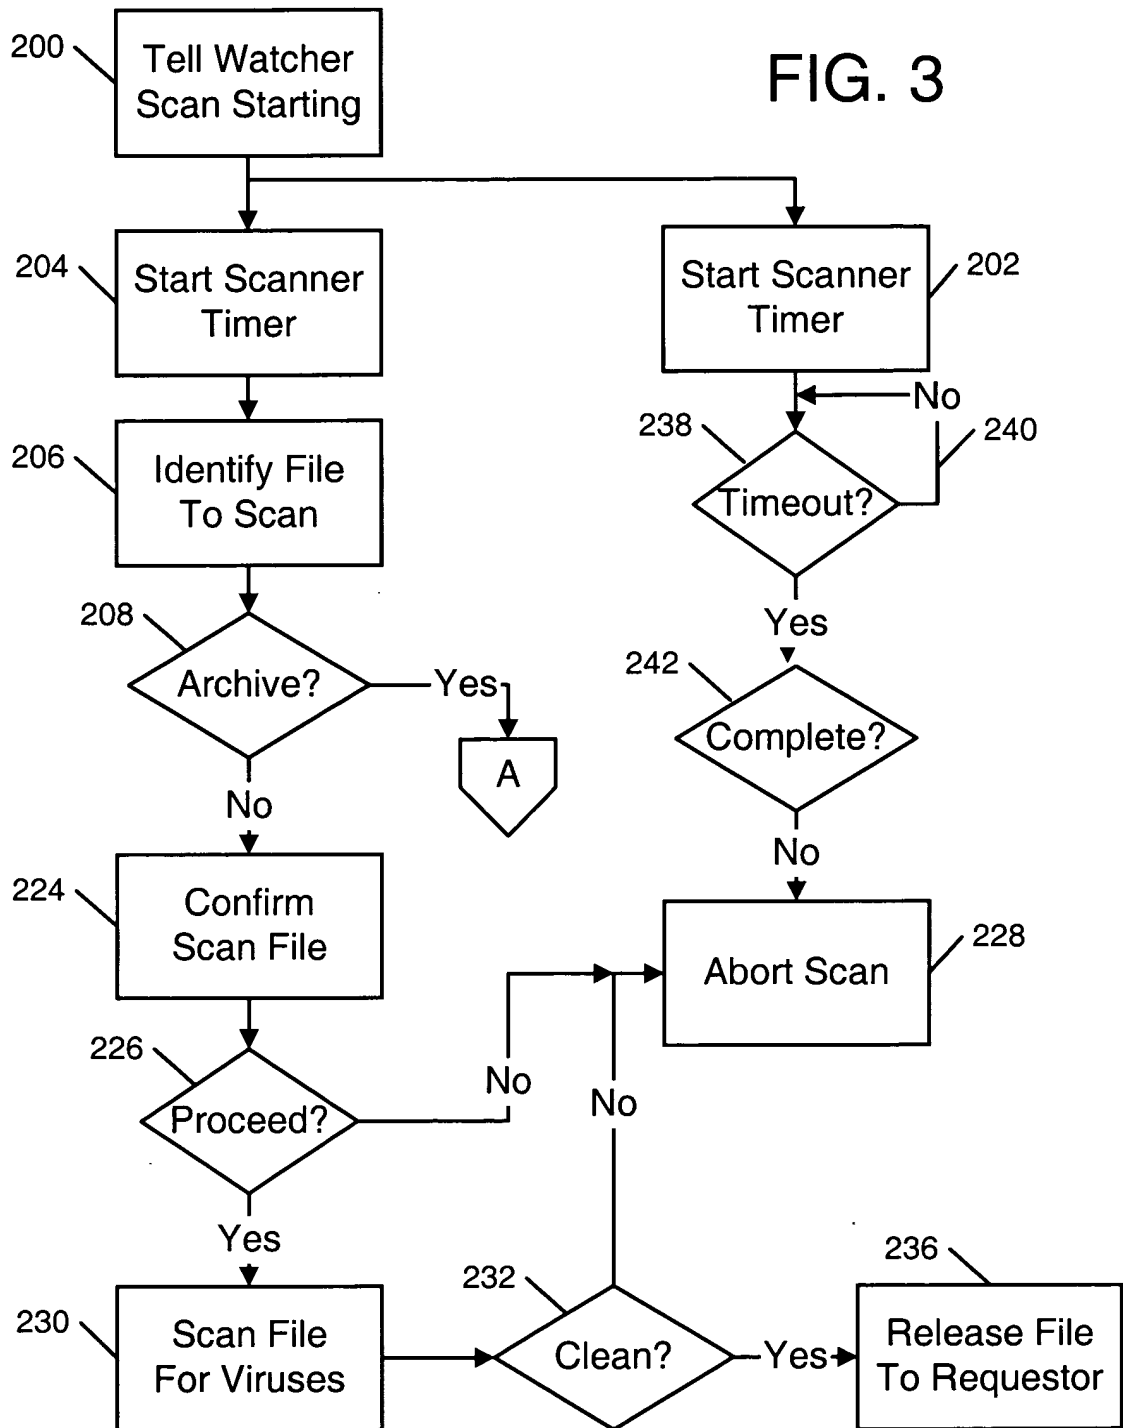 FIG. 3
200
Tell Watcher
Scan Starting
204
Start Scanner
Timer
202
Start Scanner
Timer
206
Identify File
To Scan
238
Timeout?
No
240
Yes
208
Archive?
Yes
A
No
242
Complete?
No
224
Confirm
Scan File
228
Abort Scan
226
Proceed?
No
No
Yes
230
Scan File
For Viruses
232
Clean?
Yes
236
Release File
To Requestor